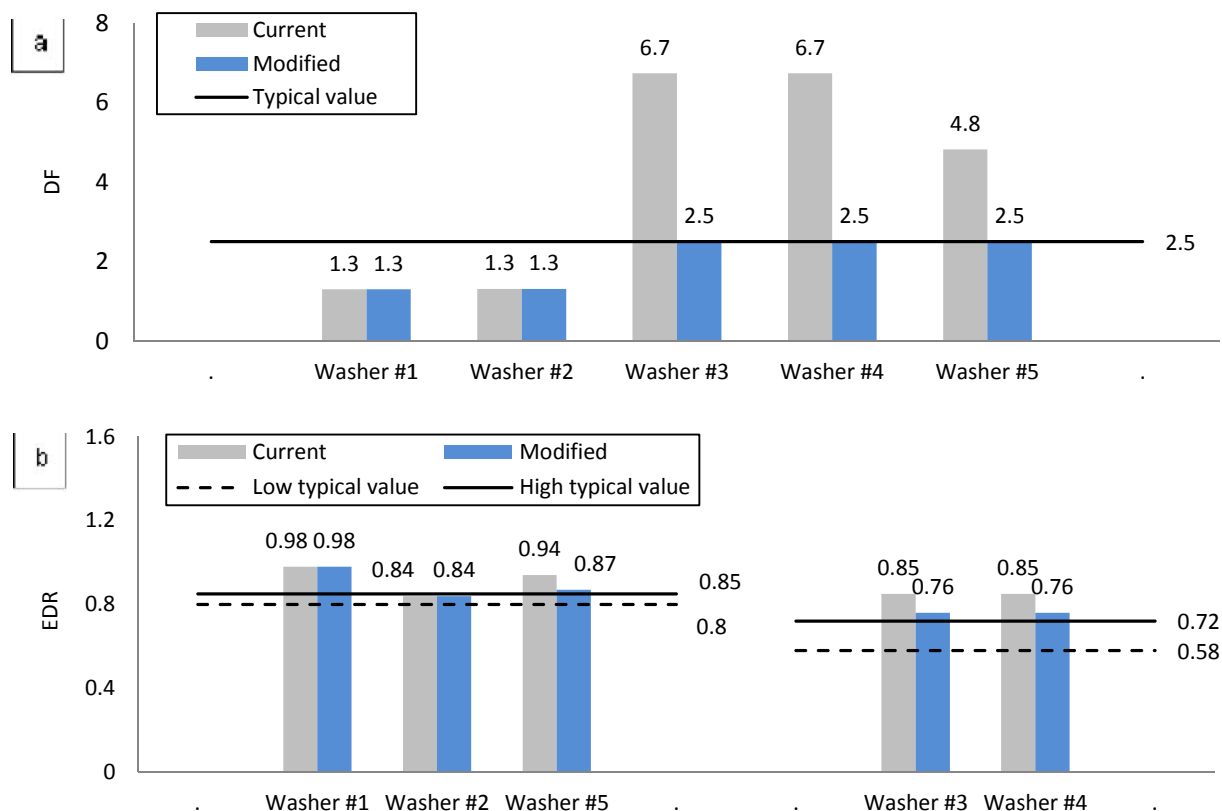 a
Current
Modified
Typical value
8
6
4
2
0
DF
6.7
6.7
4.8
2.5
2.5
2.5
2.5
1.3
1.3
1.3
1.3
. Washer #1 Washer #2 Washer #3 Washer #4 Washer #5 .
b
Current
Modified
Low typical value
High typical value
1.6
1.2
0.8
0.4
0
EDR
0.98
0.98
0.84
0.84
0.94
0.87
0.85
0.8
0.85
0.76
0.85
0.76
0.72
0.58
. Washer #1 Washer #2 Washer #5 . . Washer #3 Washer #4 .